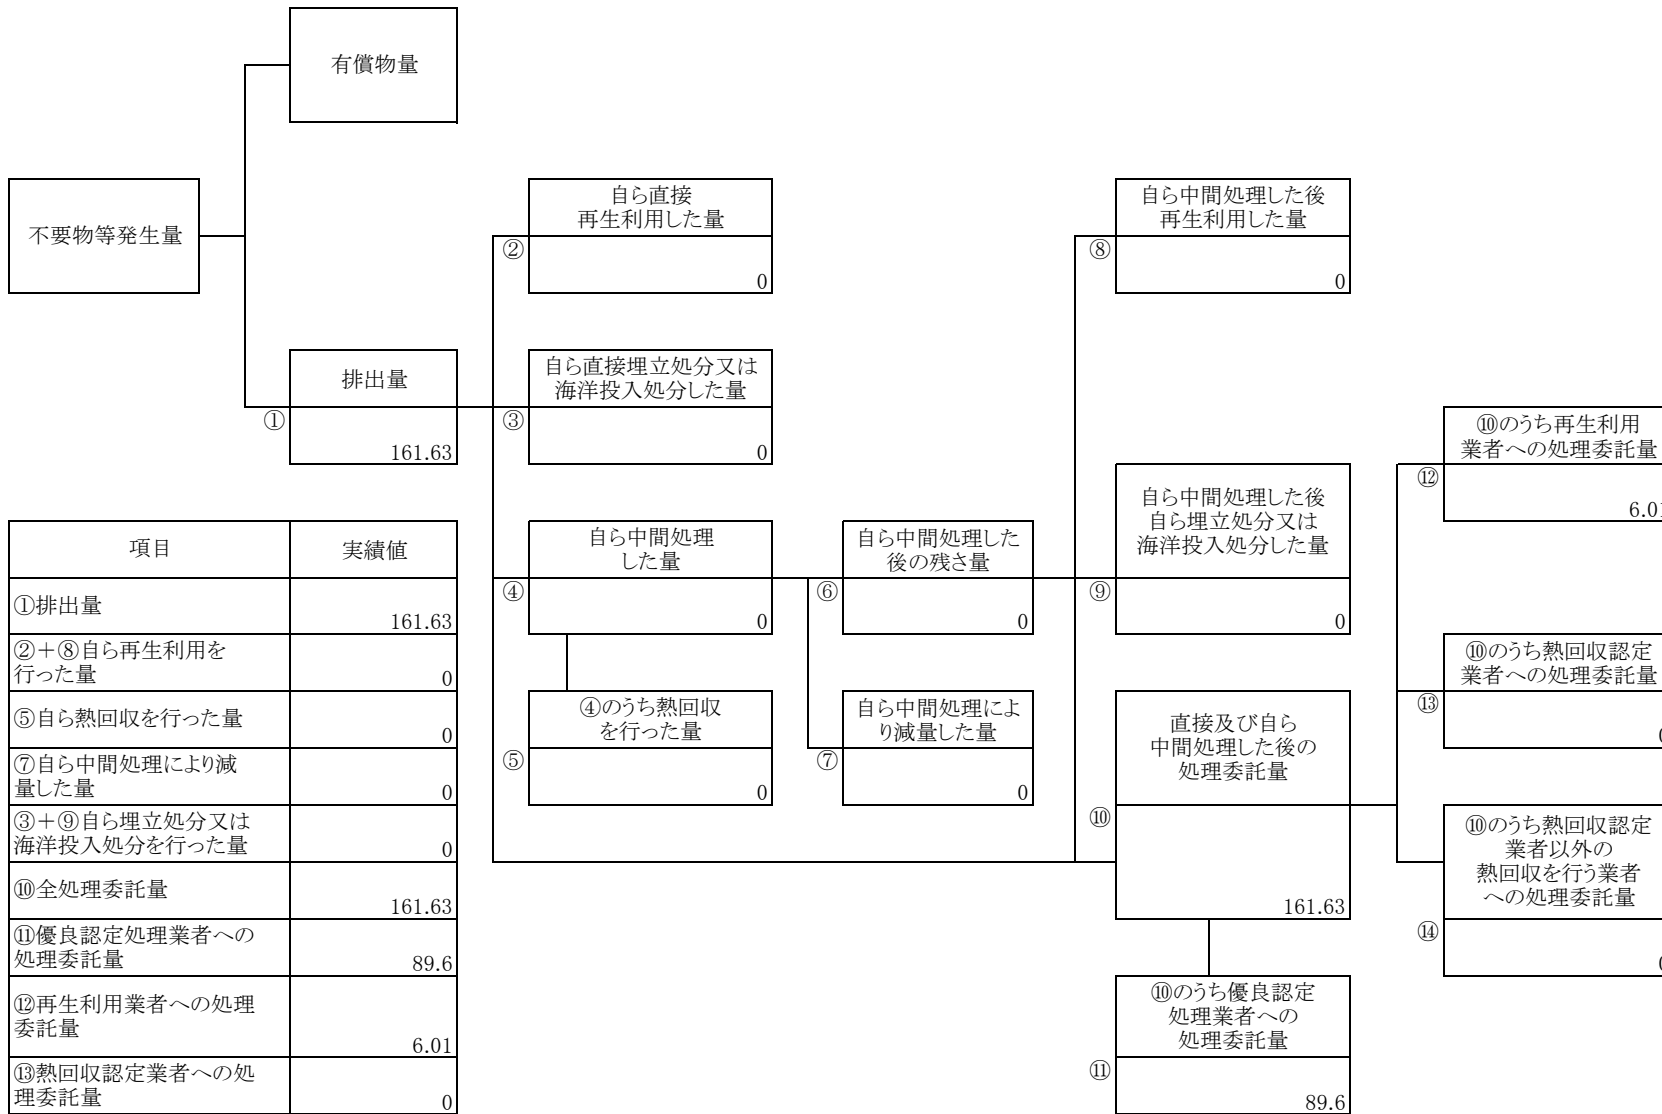 有償物量
不要物等発生量
自ら直接
再生利用した量
②
0
自ら中間処理した後
再生利用した量
⑧
0
排出量
①
161.63
自ら直接埋立処分又は
海洋投入処分した量
③
0
⑩のうち再生利用
業者への処理委託量
⑫
6.01
自ら中間処理
した量
④
0
自ら中間処理した
後の残さ量
⑥
0
自ら中間処理した後
自ら埋立処分又は
海洋投入処分した量
⑨
0
⑩のうち熱回収認定
業者への処理委託量
⑬
0
④のうち熱回収
を行った量
⑤
0
自ら中間処理によ
り減量した量
⑦
0
直接及び自ら
中間処理した後の
処理委託量
⑩
161.63
⑩のうち熱回収認定
業者以外の
熱回収を行う業者
への処理委託量
⑭
0
⑩のうち優良認定
処理業者への
処理委託量
⑪
89.6
項目 実績値
①排出量 161.63
②+⑧自ら再生利用を
行った量 0
⑤自ら熱回収を行った量 0
⑦自ら中間処理により減
量した量 0
③+⑨自ら埋立処分又は
海洋投入処分を行った量 0
⑩全処理委託量 161.63
⑪優良認定処理業者への
処理委託量 89.6
⑫再生利用業者への処理
委託量 6.01
⑬熱回収認定業者への処
理委託量 0